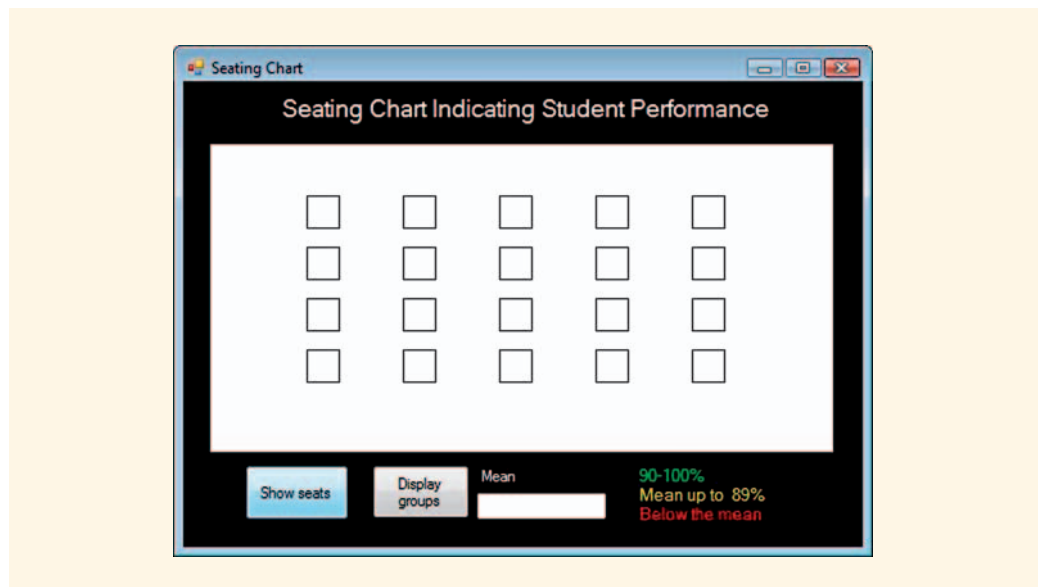 Seating Chart
Seating Chart Indicating Student Performance
Show seats
Display
groups
Mean
90-100%
Mean up to 89%
Below the mean